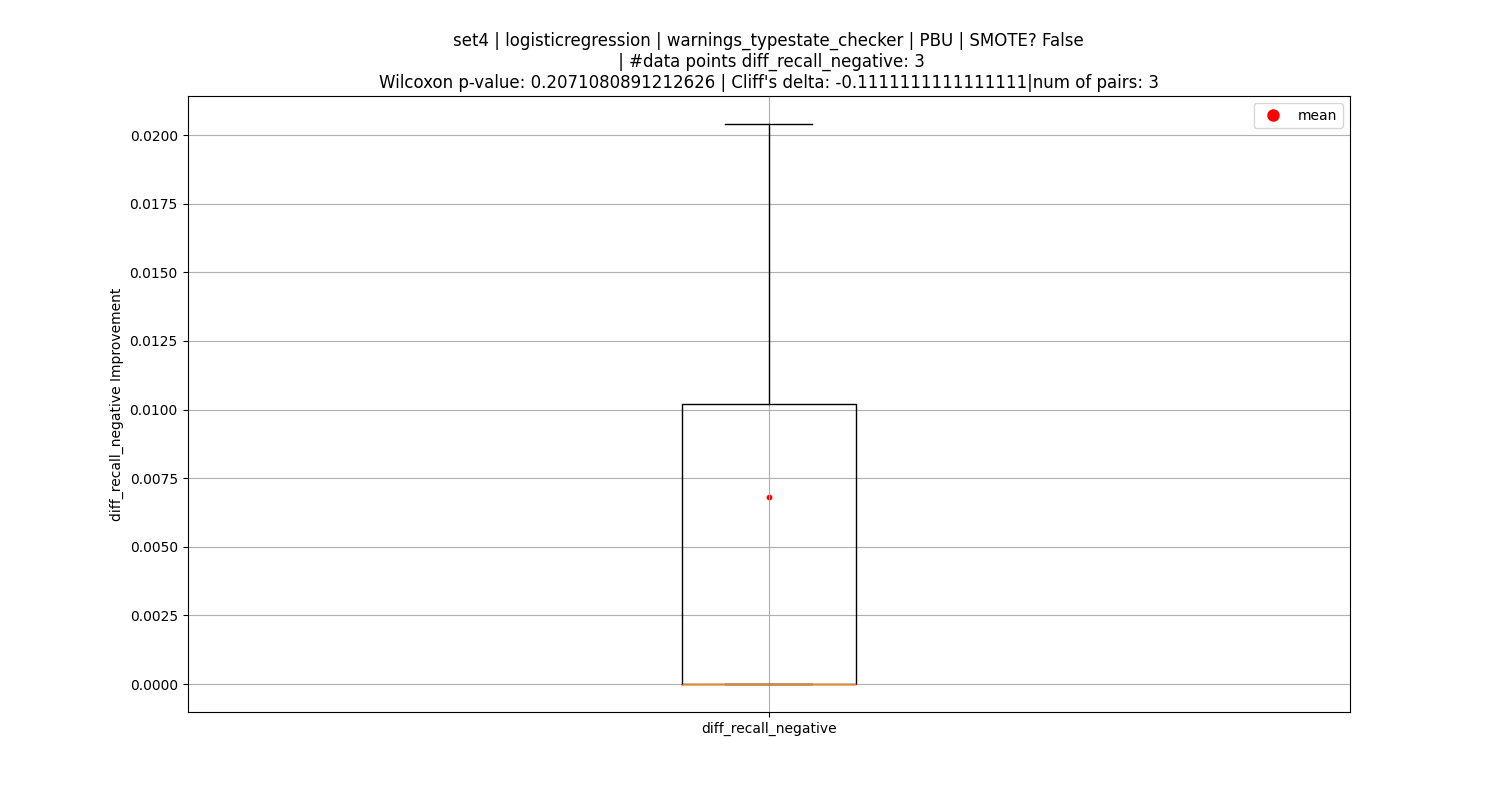 set4 | logisticregression | warnings_typestate_checker | PBU | SMOTE? False
| #data points diff_recall_negative: 3
Wilcoxon p-value: 0.2071080891212626 | Cliff's delta: -0.1111111111111111|num of pairs: 3
mean
0.0200
0.0175
0.0150
0.0125
0.0100
0.0075
0.0050
0.0025
0.0000
diff_recall_negative Improvement
diff_recall_negative